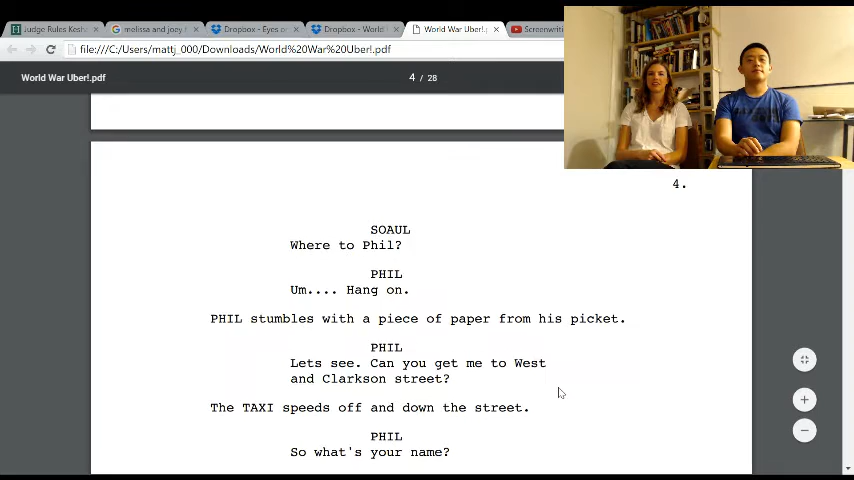 Judge Rules Kesh
melissa and joey
Dropbox - Eyes o
Dropbox - World
World War Uber!.p
Screenwritin
file:///C:/Users/mattj_000/Downloads/World%20War%20Uber!.pdf
World War Uber!.pdf
4 / 28
4.
SOAUL
Where to Phil?
PHIL
Um.... Hang on.
PHIL stumbles with a piece of paper from his picket.
PHIL
Lets see. Can you get me to West
and Clarkson street?
The TAXI speeds off and down the street.
PHIL
So what's your name?